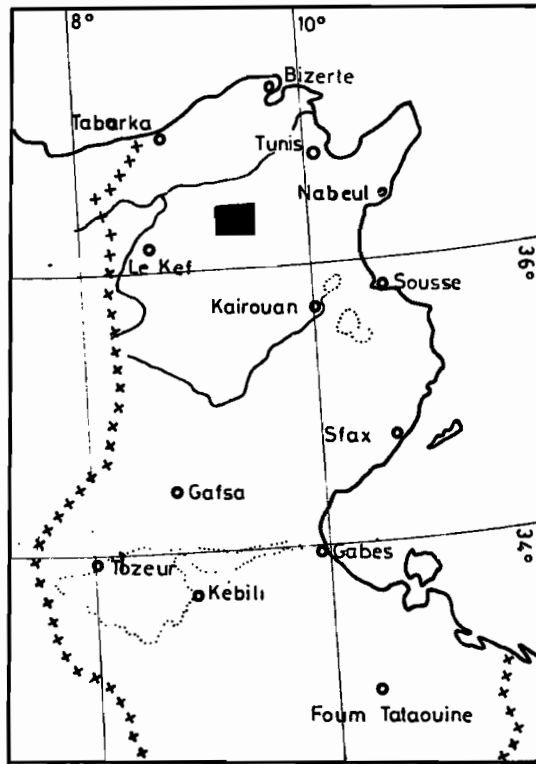 8°
10°
Bizerte
Tabarka
Tunis
Nabeul
Le Kef
36°
Sousse
Kairouan
Sfax
Gafsa
34°
Gabes
Tozeur
Kebili
Foum Tataouine